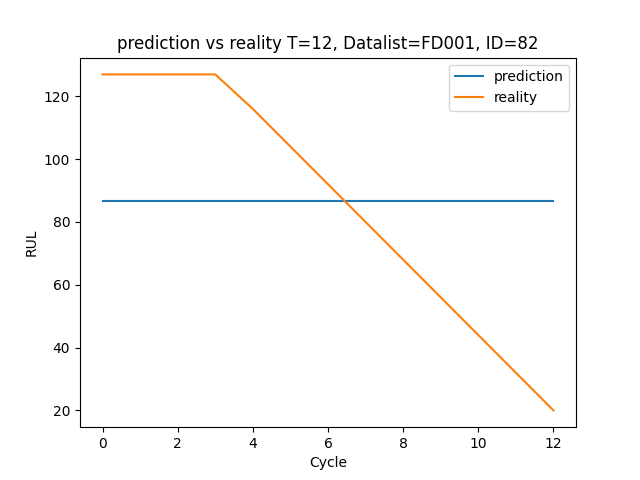 prediction vs reality T=12, Datalist=FD001, ID=82
prediction
reality
120
100
80
60
40
20
RUL
0 2 4 6 8 10 12
Cycle